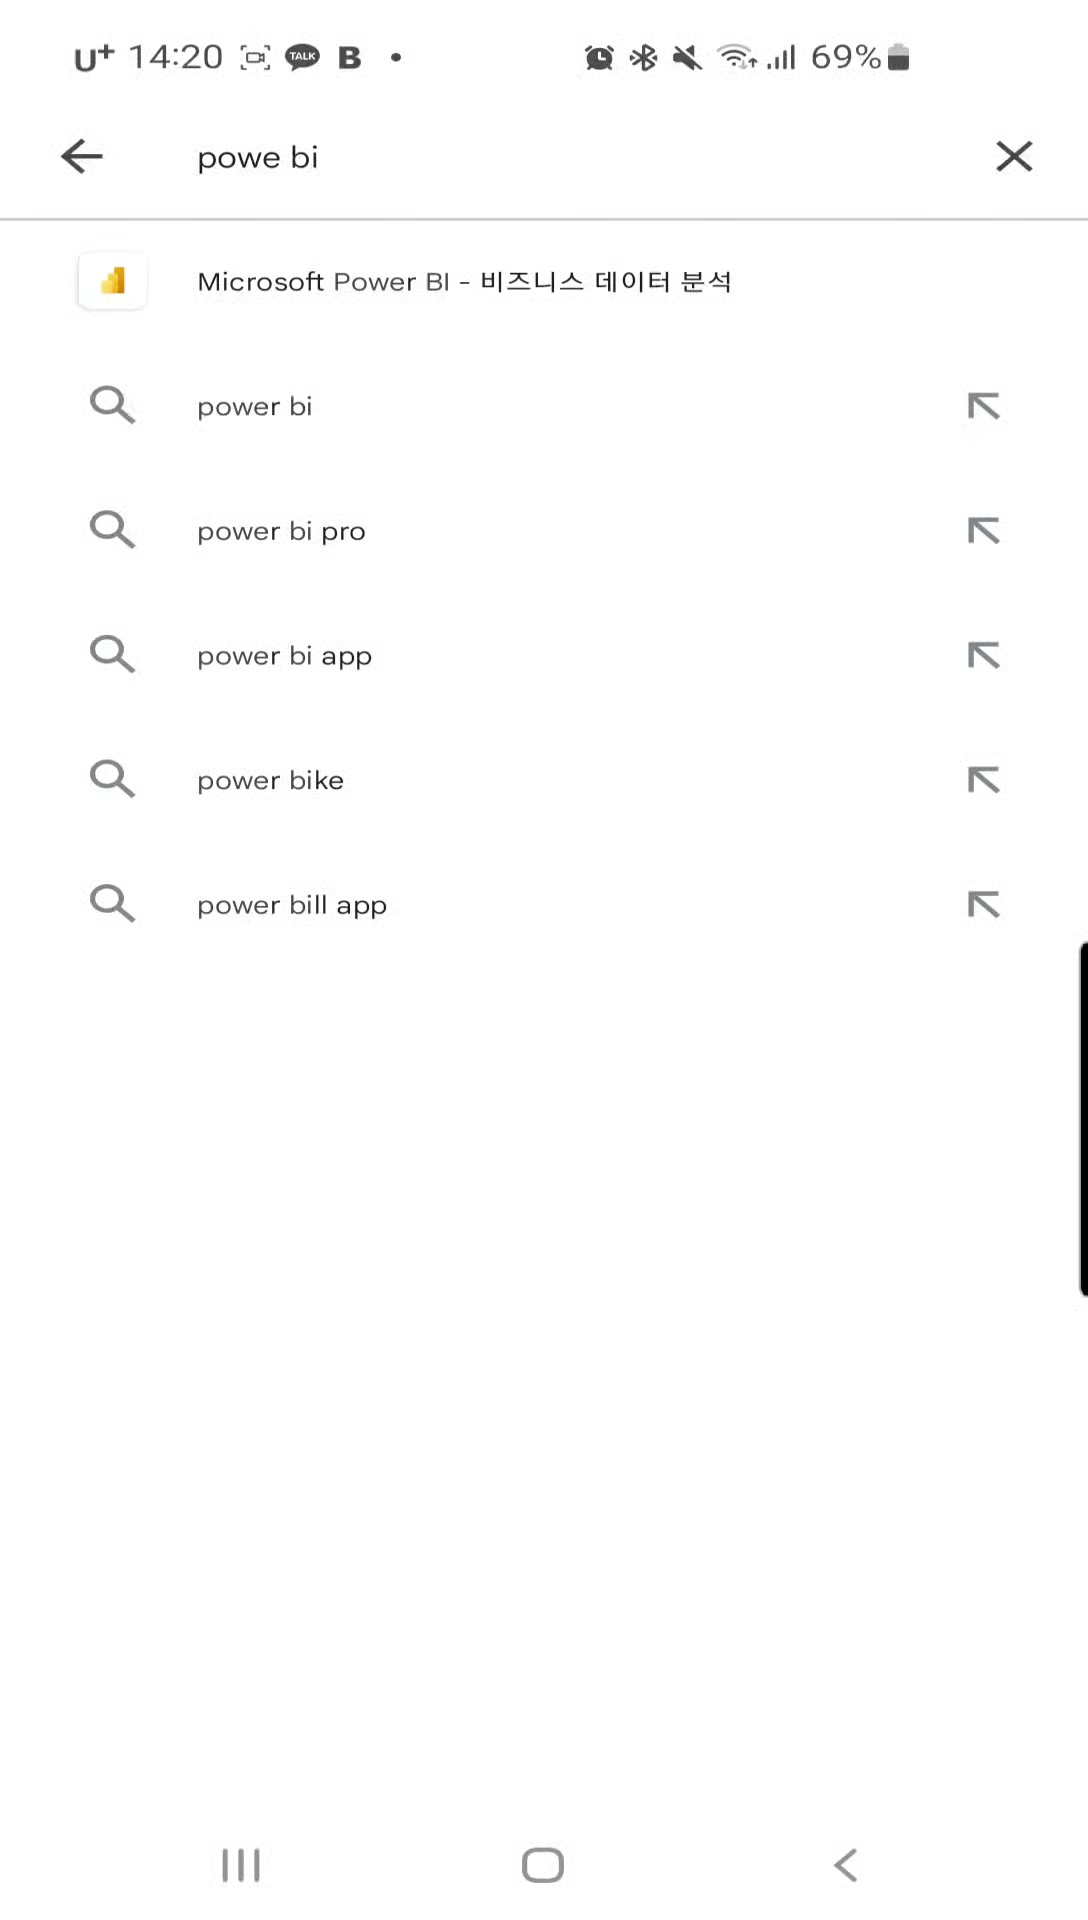 U+ 14:20 TALK B • 69%
powe bi
Microsoft Power BI - 비즈니스 데이터 분석
power bi
power bi pro
power bi app
power bike
power bill app